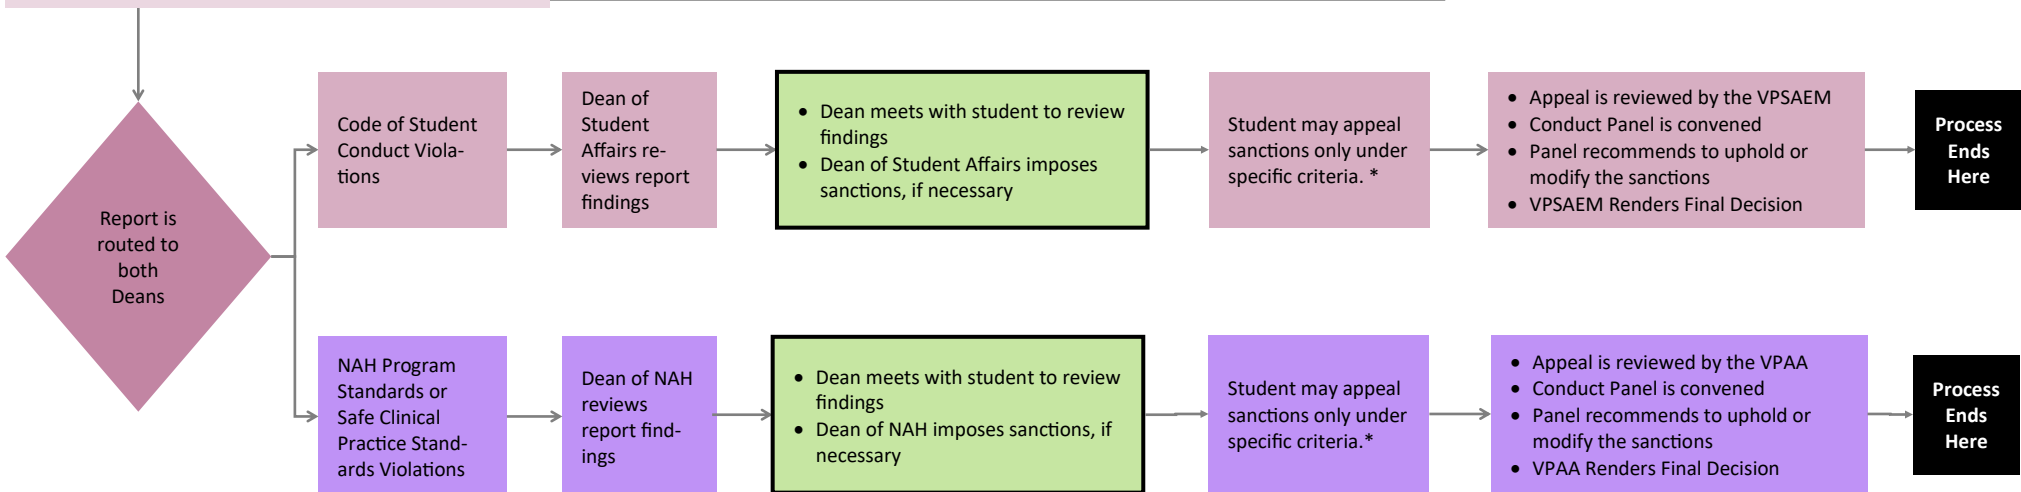 Report is
routed to
both
Deans
Code of Student
Conduct Viola-
tions
Dean of
Student
Affairs re-
views report
findings
• Dean meets with student to review
findings
• Dean of Student Affairs imposes
sanctions, if necessary
Student may appeal
sanctions only under
specific criteria. *
• Appeal is reviewed by the VPSAEM
• Conduct Panel is convened
• Panel recommends to uphold or
modify the sanctions
• VPSAEM Renders Final Decision
Process
Ends
Here
NAH Program
Standards or
Safe Clinical
Practice Stand-
ards Violations
Dean of NAH
reviews
report find-
ings
• Dean meets with student to review
findings
• Dean of NAH imposes sanctions, if
necessary
Student may appeal
sanctions only under
specific criteria.*
• Appeal is reviewed by the VPAA
• Conduct Panel is convened
• Panel recommends to uphold or
modify the sanctions
• VPAA Renders Final Decision
Process
Ends
Here